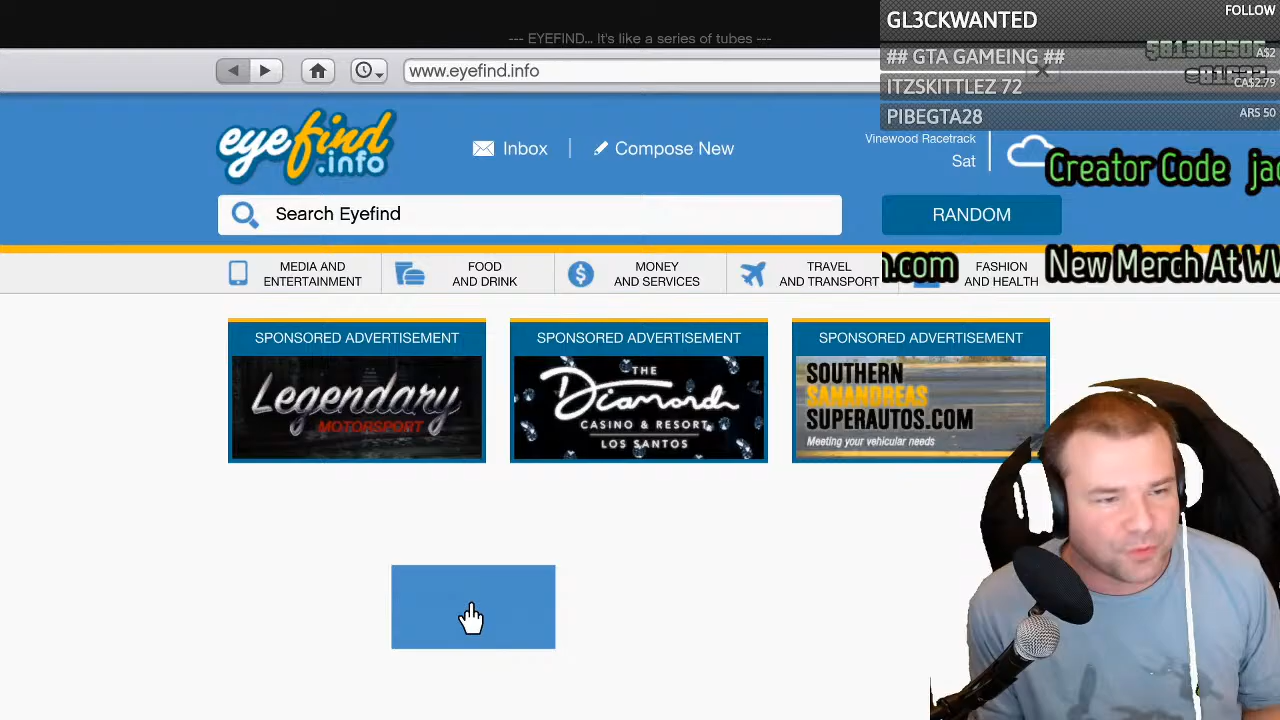 GL3CKWANTED
FOLLOW
--- EYEFIND... It's like a series of tubes ---
## GTA GAMEING ##
A$2
www.eyefind.info
ITZSKITTLEZ 72
CA$2.79
PIBEGTA28
ARS 50
eyefind
.info
Inbox
Compose New
Vinewood Racetrack
Sat
Creator Code
Search Eyefind
RANDOM
MEDIA AND
ENTERTAINMENT
FOOD
AND DRINK
MONEY
AND SERVICES
TRAVEL
AND TRANSPORT
FASHION
AND HEALTH
.com
New Merch At
SPONSORED ADVERTISEMENT
Legendary
MOTORSPORT
SPONSORED ADVERTISEMENT
THE
Diamond
CASINO & RESORT
LOS SANTOS
SPONSORED ADVERTISEMENT
SOUTHERN
SANANDREAS
SUPERAUTOS.COM
Meeting your vehicular needs